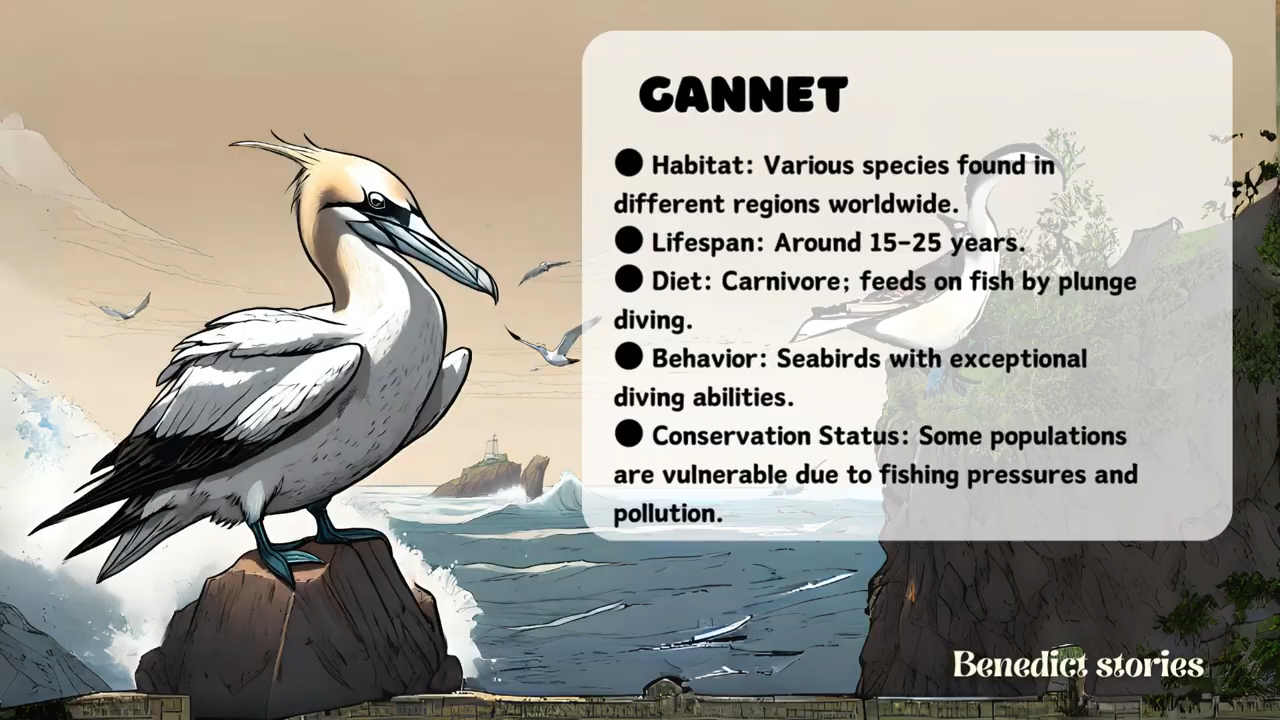 GANNET
● Habitat: Various species found in
different regions worldwide.
● Lifespan: Around 15-25 years.
● Diet: Carnivore; feeds on fish by plunge
diving.
● Behavior: Seabirds with exceptional
diving abilities.
● Conservation Status: Some populations
are vulnerable due to fishing pressures and
pollution.
Benedict stories